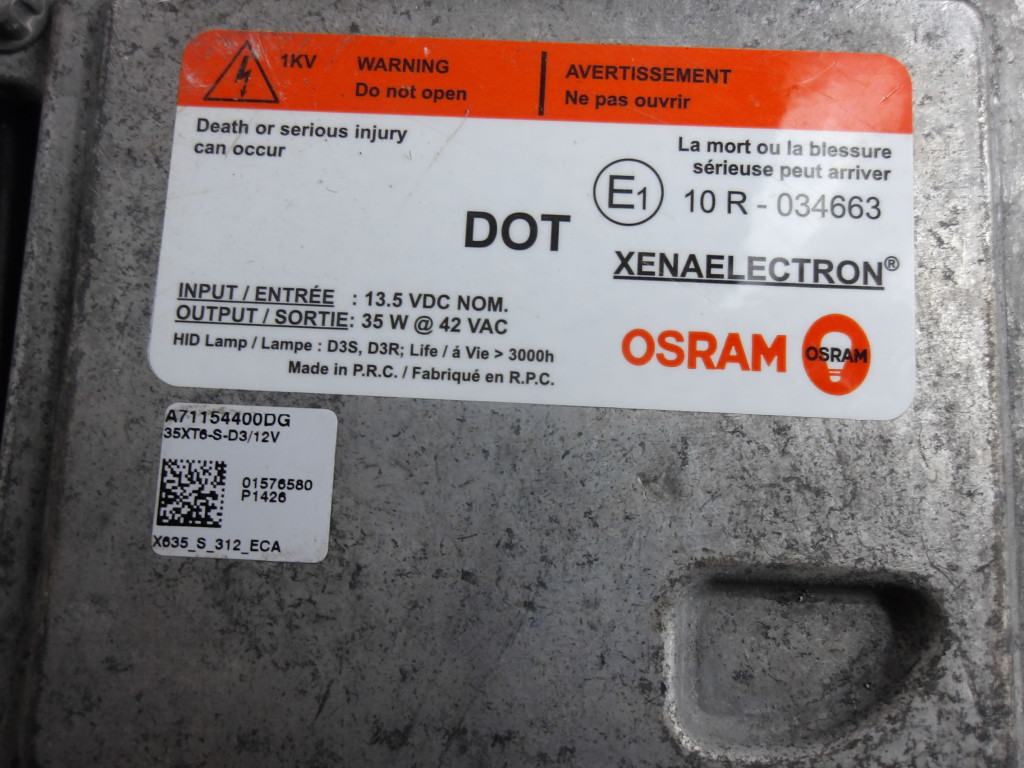 1KV
WARNING
Do not open
AVERTISSEMENT
Ne pas ouvrir
Death or serious injury
can occur
La mort ou la blessure
sérieuse peut arriver
E1
10 R - 034663
DOT
XENAELECTRON®
INPUT / ENTRÉE : 13.5 VDC NOM.
OUTPUT / SORTIE: 35 W @ 42 VAC
HID Lamp / Lampe : D3S, D3R; Life / á Vie > 3000h
Made in P.R.C. / Fabriqué en R.P.C.
OSRAM
OSRAM
A71154400DG
35XT6-S-D3/12V
01576580
P1426
X635_S_312_ECA